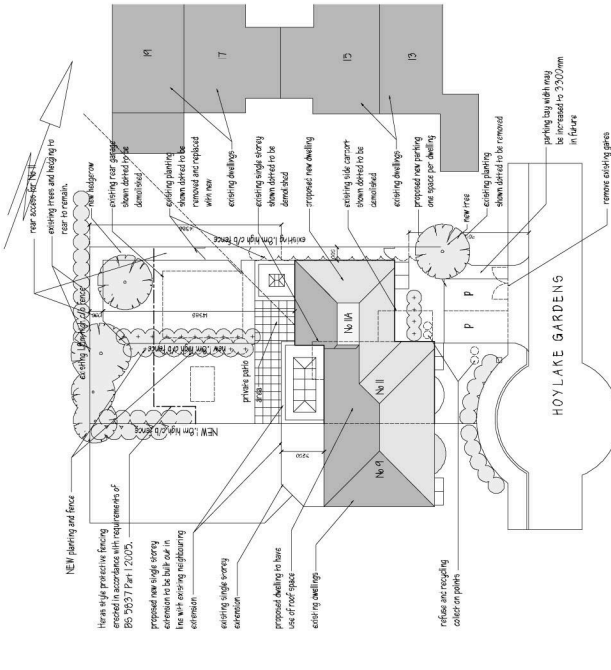 rear access for No 11
existing trees and hedging to
rear to remain.
new hedgerow
existing rear garage
shown dotted to be
demolished
existing planting
shown dotted to be
removed and replaced
with new
existing dwellings
existing single storey
shown dotted to be
demolished
proposed new dwelling
existing side carport
shown dotted to be
demolished
existing dwellings
proposed new parking
one space per dwelling
new tree
existing planting
shown dotted to be removed
parking bay width may
be increased to 3300mm
in future
remove existing gates
19
17
15
13
existing 1.8m high c/b fence
existing 1.8m high c/b fence
new 1.8m high c/b fence
NEW 1.8m high c/b fence
private patio
area
No 11A
No 11
No 9
P
P
HOYLAKE GARDENS
NEW planting and fence
Heras style protective fencing
erected in accordance with requirements of
BS 5837 Part 1 2005.
proposed new single storey
extension to be built out in
line with existing neighbouring
extension
existing single storey
extension
proposed dwelling to have
use of roof space
existing dwellings
refuse and recycling
collection points